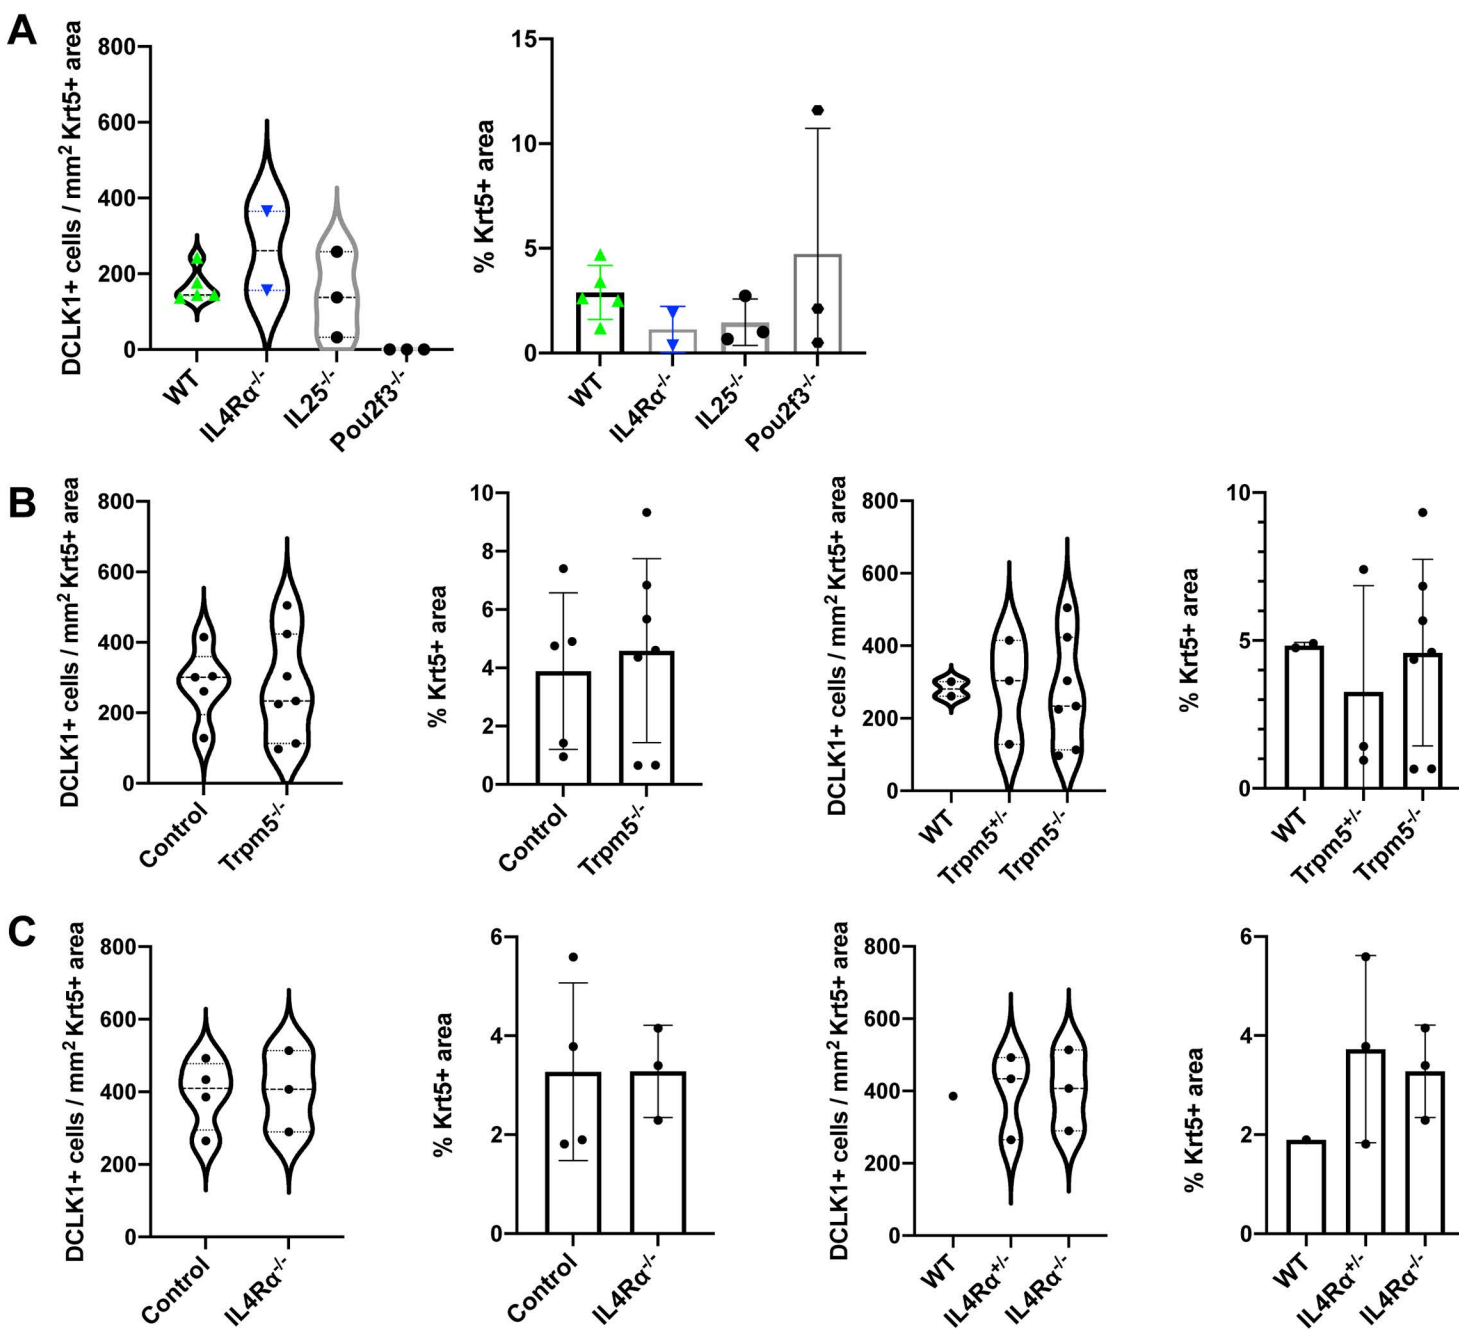 A
DCLK1+ cells / mm² Krt5+ area
800
600
400
200
0
WT
IL4Rα⁻/⁻
IL25⁻/⁻
Pou2f3⁻/⁻
% Krt5+ area
15
10
5
0
WT
IL4Rα⁻/⁻
IL25⁻/⁻
Pou2f3⁻/⁻
B
DCLK1+ cells / mm² Krt5+ area
800
600
400
200
0
Control
Trpm5⁻/⁻
% Krt5+ area
10
8
6
4
2
0
Control
Trpm5⁻/⁻
DCLK1+ cells / mm² Krt5+ area
800
600
400
200
0
WT
Trpm5⁺/⁻
Trpm5⁻/⁻
% Krt5+ area
10
5
0
WT
Trpm5⁺/⁻
Trpm5⁻/⁻
C
DCLK1+ cells / mm² Krt5+ area
800
600
400
200
0
Control
IL4Rα⁻/⁻
% Krt5+ area
6
4
2
0
Control
IL4Rα⁻/⁻
DCLK1+ cells / mm² Krt5+ area
800
600
400
200
0
WT
IL4Rα⁺/⁻
IL4Rα⁻/⁻
% Krt5+ area
6
4
2
0
WT
IL4Rα⁺/⁻
IL4Rα⁻/⁻